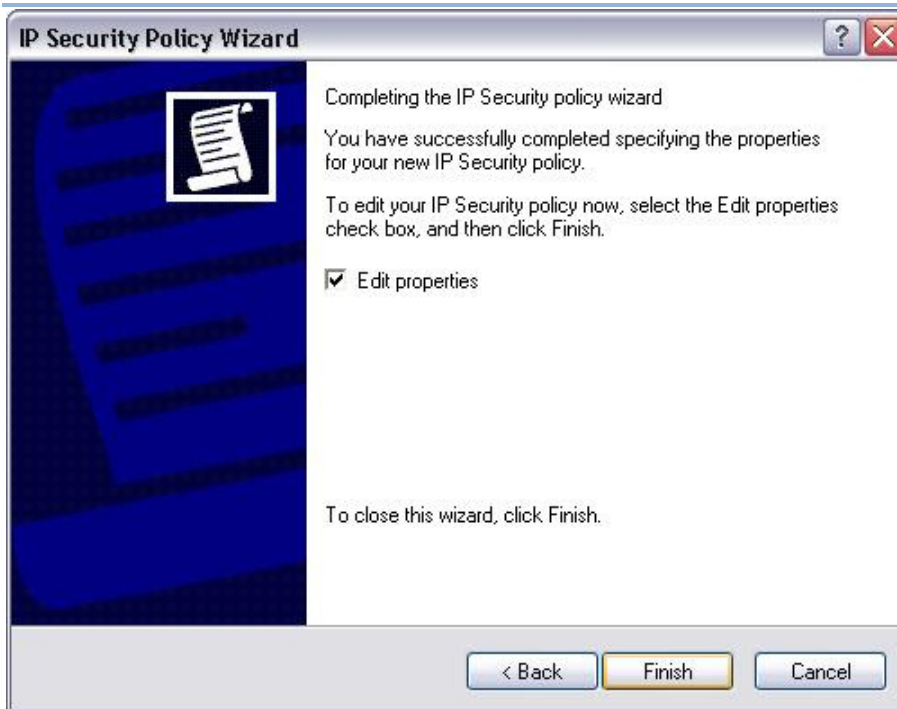 IP Security Policy Wizard
Completing the IP Security policy wizard
You have successfully completed specifying the properties
for your new IP Security policy.
To edit your IP Security policy now, select the Edit properties
check box, and then click Finish.
Edit properties
To close this wizard, click Finish.
< Back
Finish
Cancel